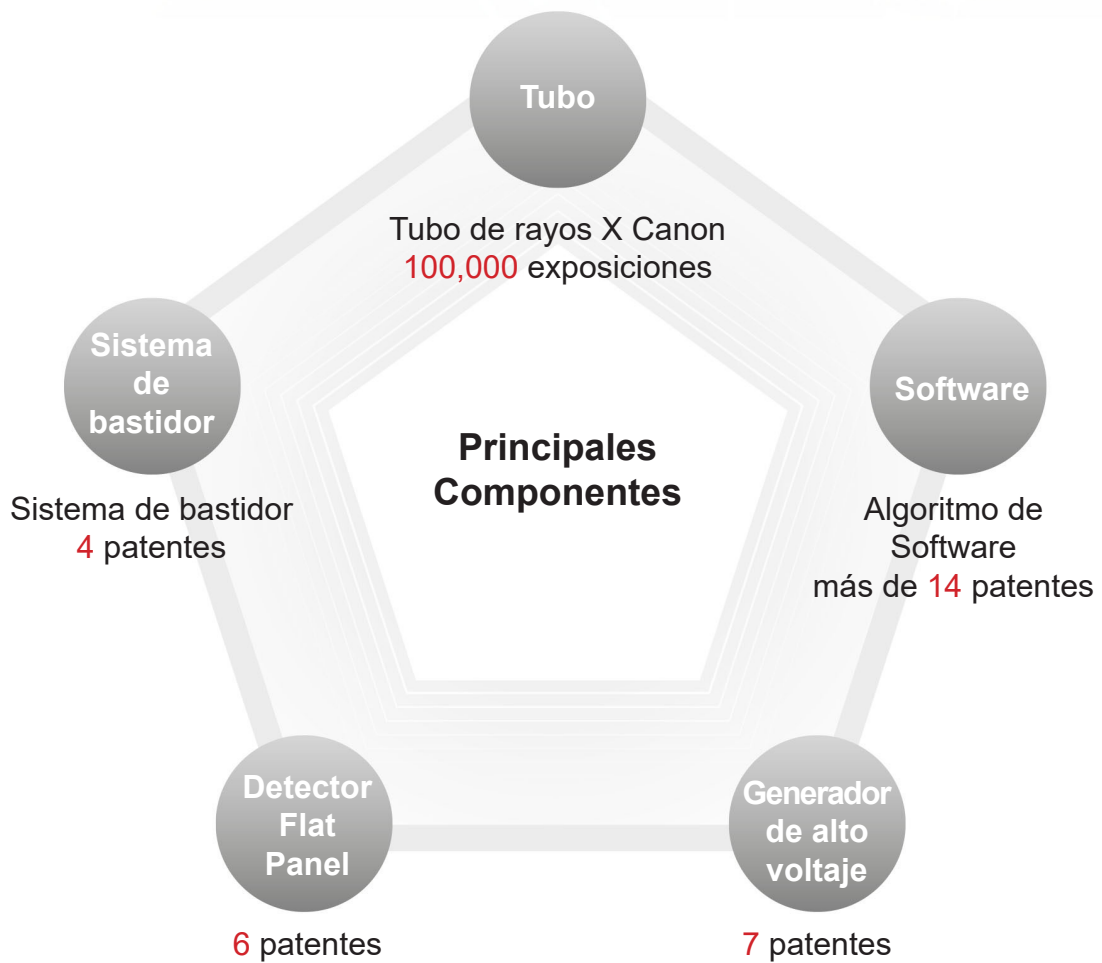 Tubo
Tubo de rayos X Canon
100,000 exposiciones
Sistema
de
bastidor
Sistema de bastidor
4 patentes
Principales
Componentes
Software
Algoritmo de
Software
más de 14 patentes
Detector
Flat
Panel
6 patentes
Generador
de alto
voltaje
7 patentes